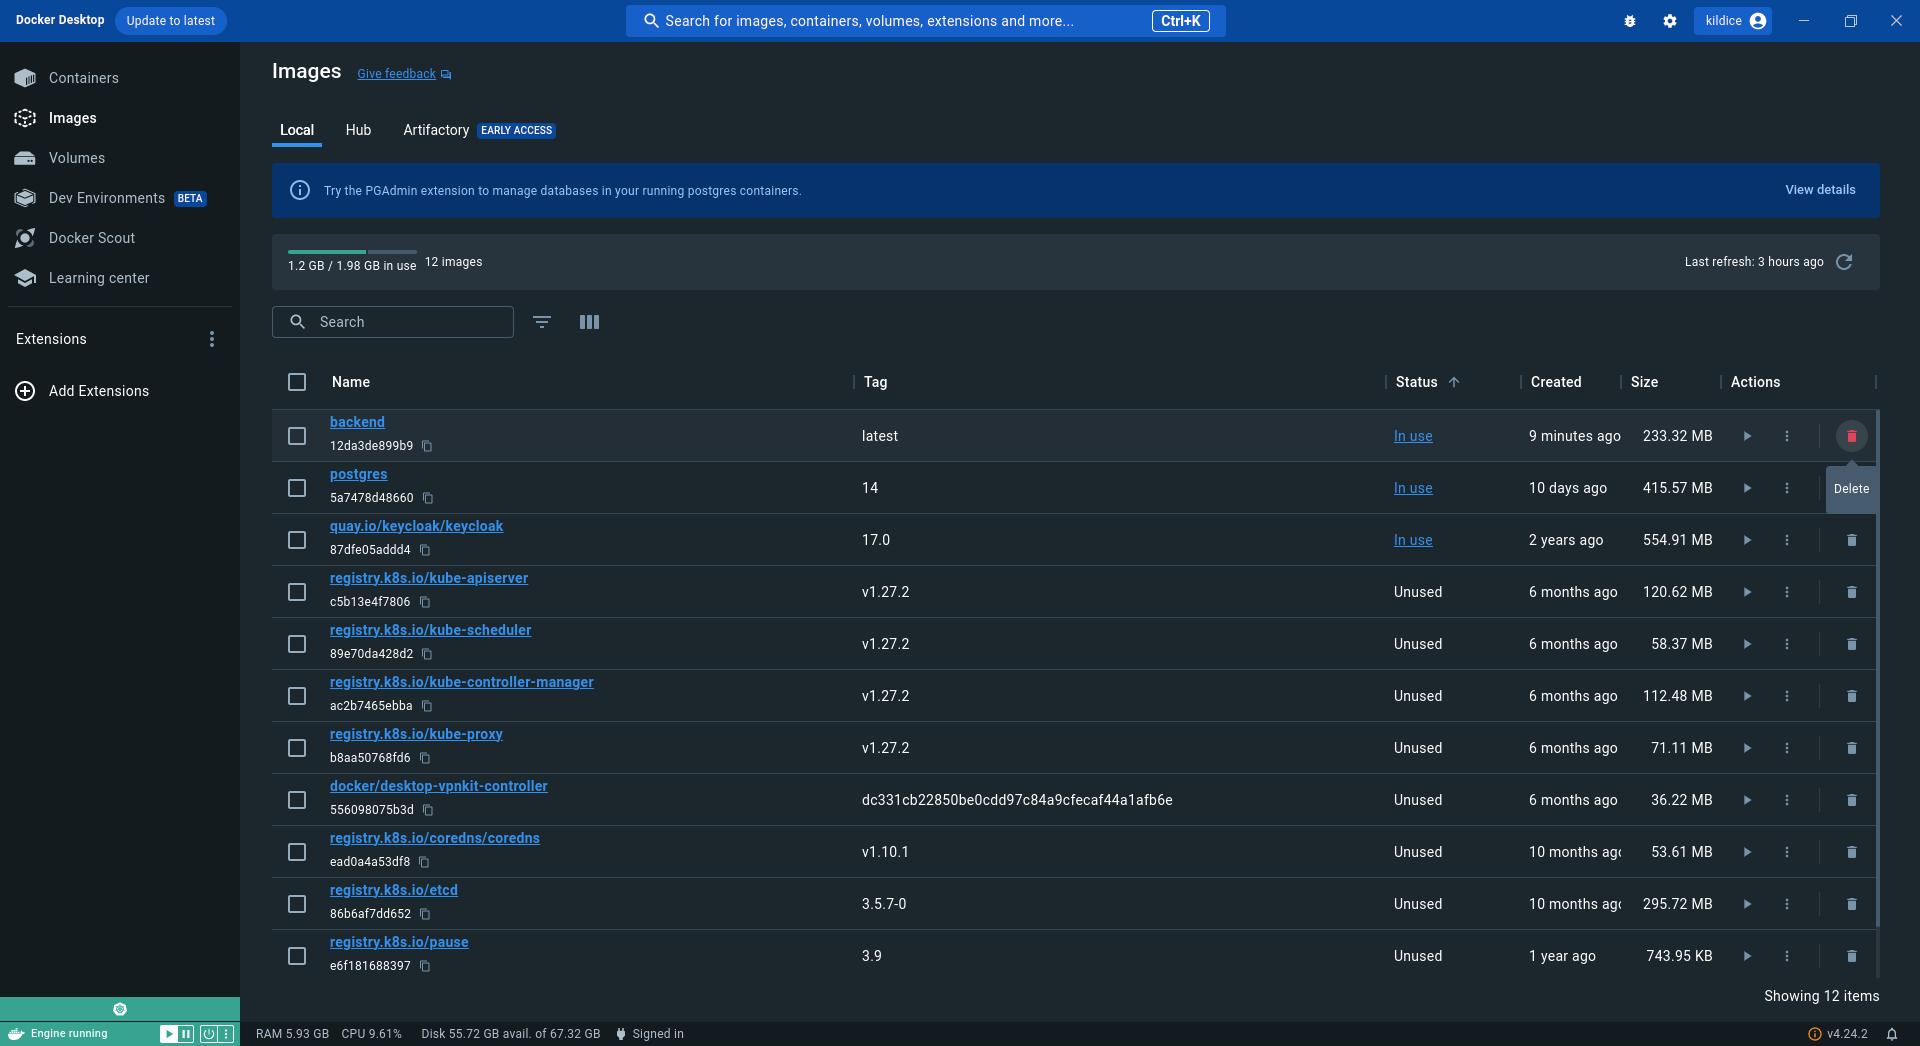 Docker Desktop Update to latest Search for images, containers, volumes, extensions and more... Ctrl+K kildice
Containers
Images
Volumes
Dev Environments BETA
Docker Scout
Learning center
Extensions
Add Extensions
Images Give feedback
Local Hub Artifactory EARLY ACCESS
Try the PGAdmin extension to manage databases in your running postgres containers. View details
1.2 GB / 1.98 GB in use 12 images Last refresh: 3 hours ago
Search
Name Tag Status Created Size Actions
backend
12da3de899b9 latest In use 9 minutes ago 233.32 MB
postgres
5a7478d48660 14 In use 10 days ago 415.57 MB
Delete
quay.io/keycloak/keycloak
87dfe05addd4 17.0 In use 2 years ago 554.91 MB
registry.k8s.io/kube-apiserver
c5b13e4f7806 v1.27.2 Unused 6 months ago 120.62 MB
registry.k8s.io/kube-scheduler
89e70da428d2 v1.27.2 Unused 6 months ago 58.37 MB
registry.k8s.io/kube-controller-manager
ac2b7465ebba v1.27.2 Unused 6 months ago 112.48 MB
registry.k8s.io/kube-proxy
b8aa50768fd6 v1.27.2 Unused 6 months ago 71.11 MB
docker/desktop-vpnkit-controller
556098075b3d dc331cb22850be0cdd97c84a9cfecaf44a1afb6e Unused 6 months ago 36.22 MB
registry.k8s.io/coredns/coredns
ead0a4a53df8 v1.10.1 Unused 10 months ago 53.61 MB
registry.k8s.io/etcd
86b6af7dd652 3.5.7-0 Unused 10 months ago 295.72 MB
registry.k8s.io/pause
e6f181688397 3.9 Unused 1 year ago 743.95 KB
Showing 12 items
Engine running RAM 5.93 GB CPU 9.61% Disk 55.72 GB avail. of 67.32 GB Signed in v4.24.2